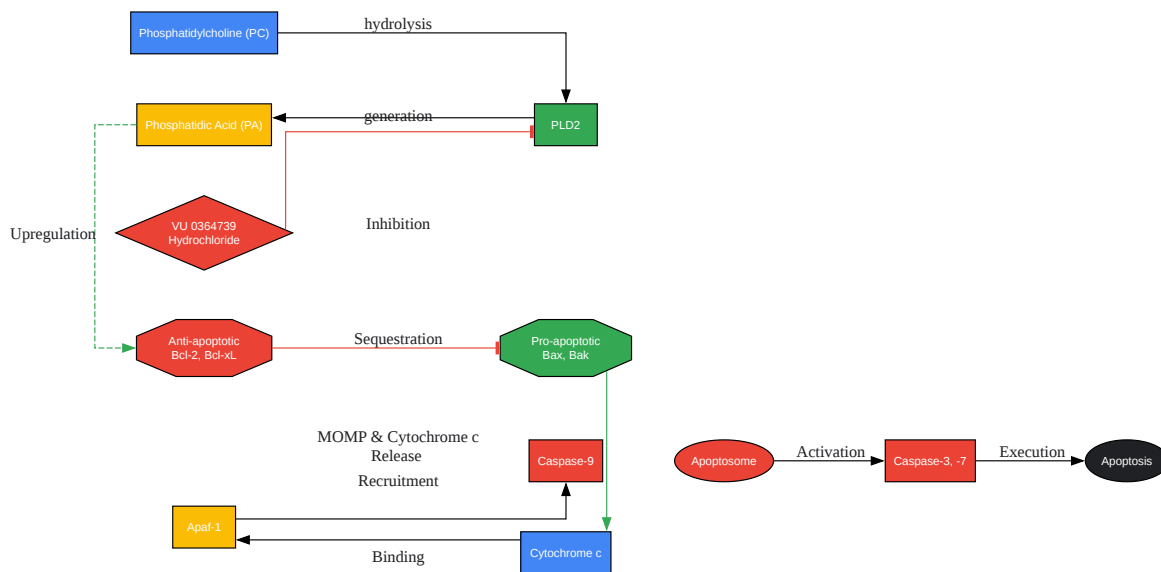 hydrolysis
Phosphatidylcholine (PC)
generation
Phosphatidic Acid (PA)
PLD2
VU 0364739
Hydrochloride
Inhibition
Upregulation
Anti-apoptotic
Bcl-2, Bcl-xL
Sequestration
Pro-apoptotic
Bax, Bak
MOMP & Cytochrome c
Release
Recruitment
Caspase-9
Apoptosome
Activation
Caspase-3, -7
Execution
Apoptosis
Apaf-1
Binding
Cytochrome c